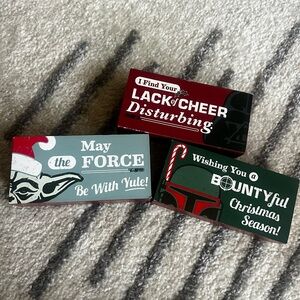 I Find Your
LACK of CHEER
Disturbing
May
the FORCE
Be With Yule!
Wishing You a
BOUNTYful
Christmas
Season!